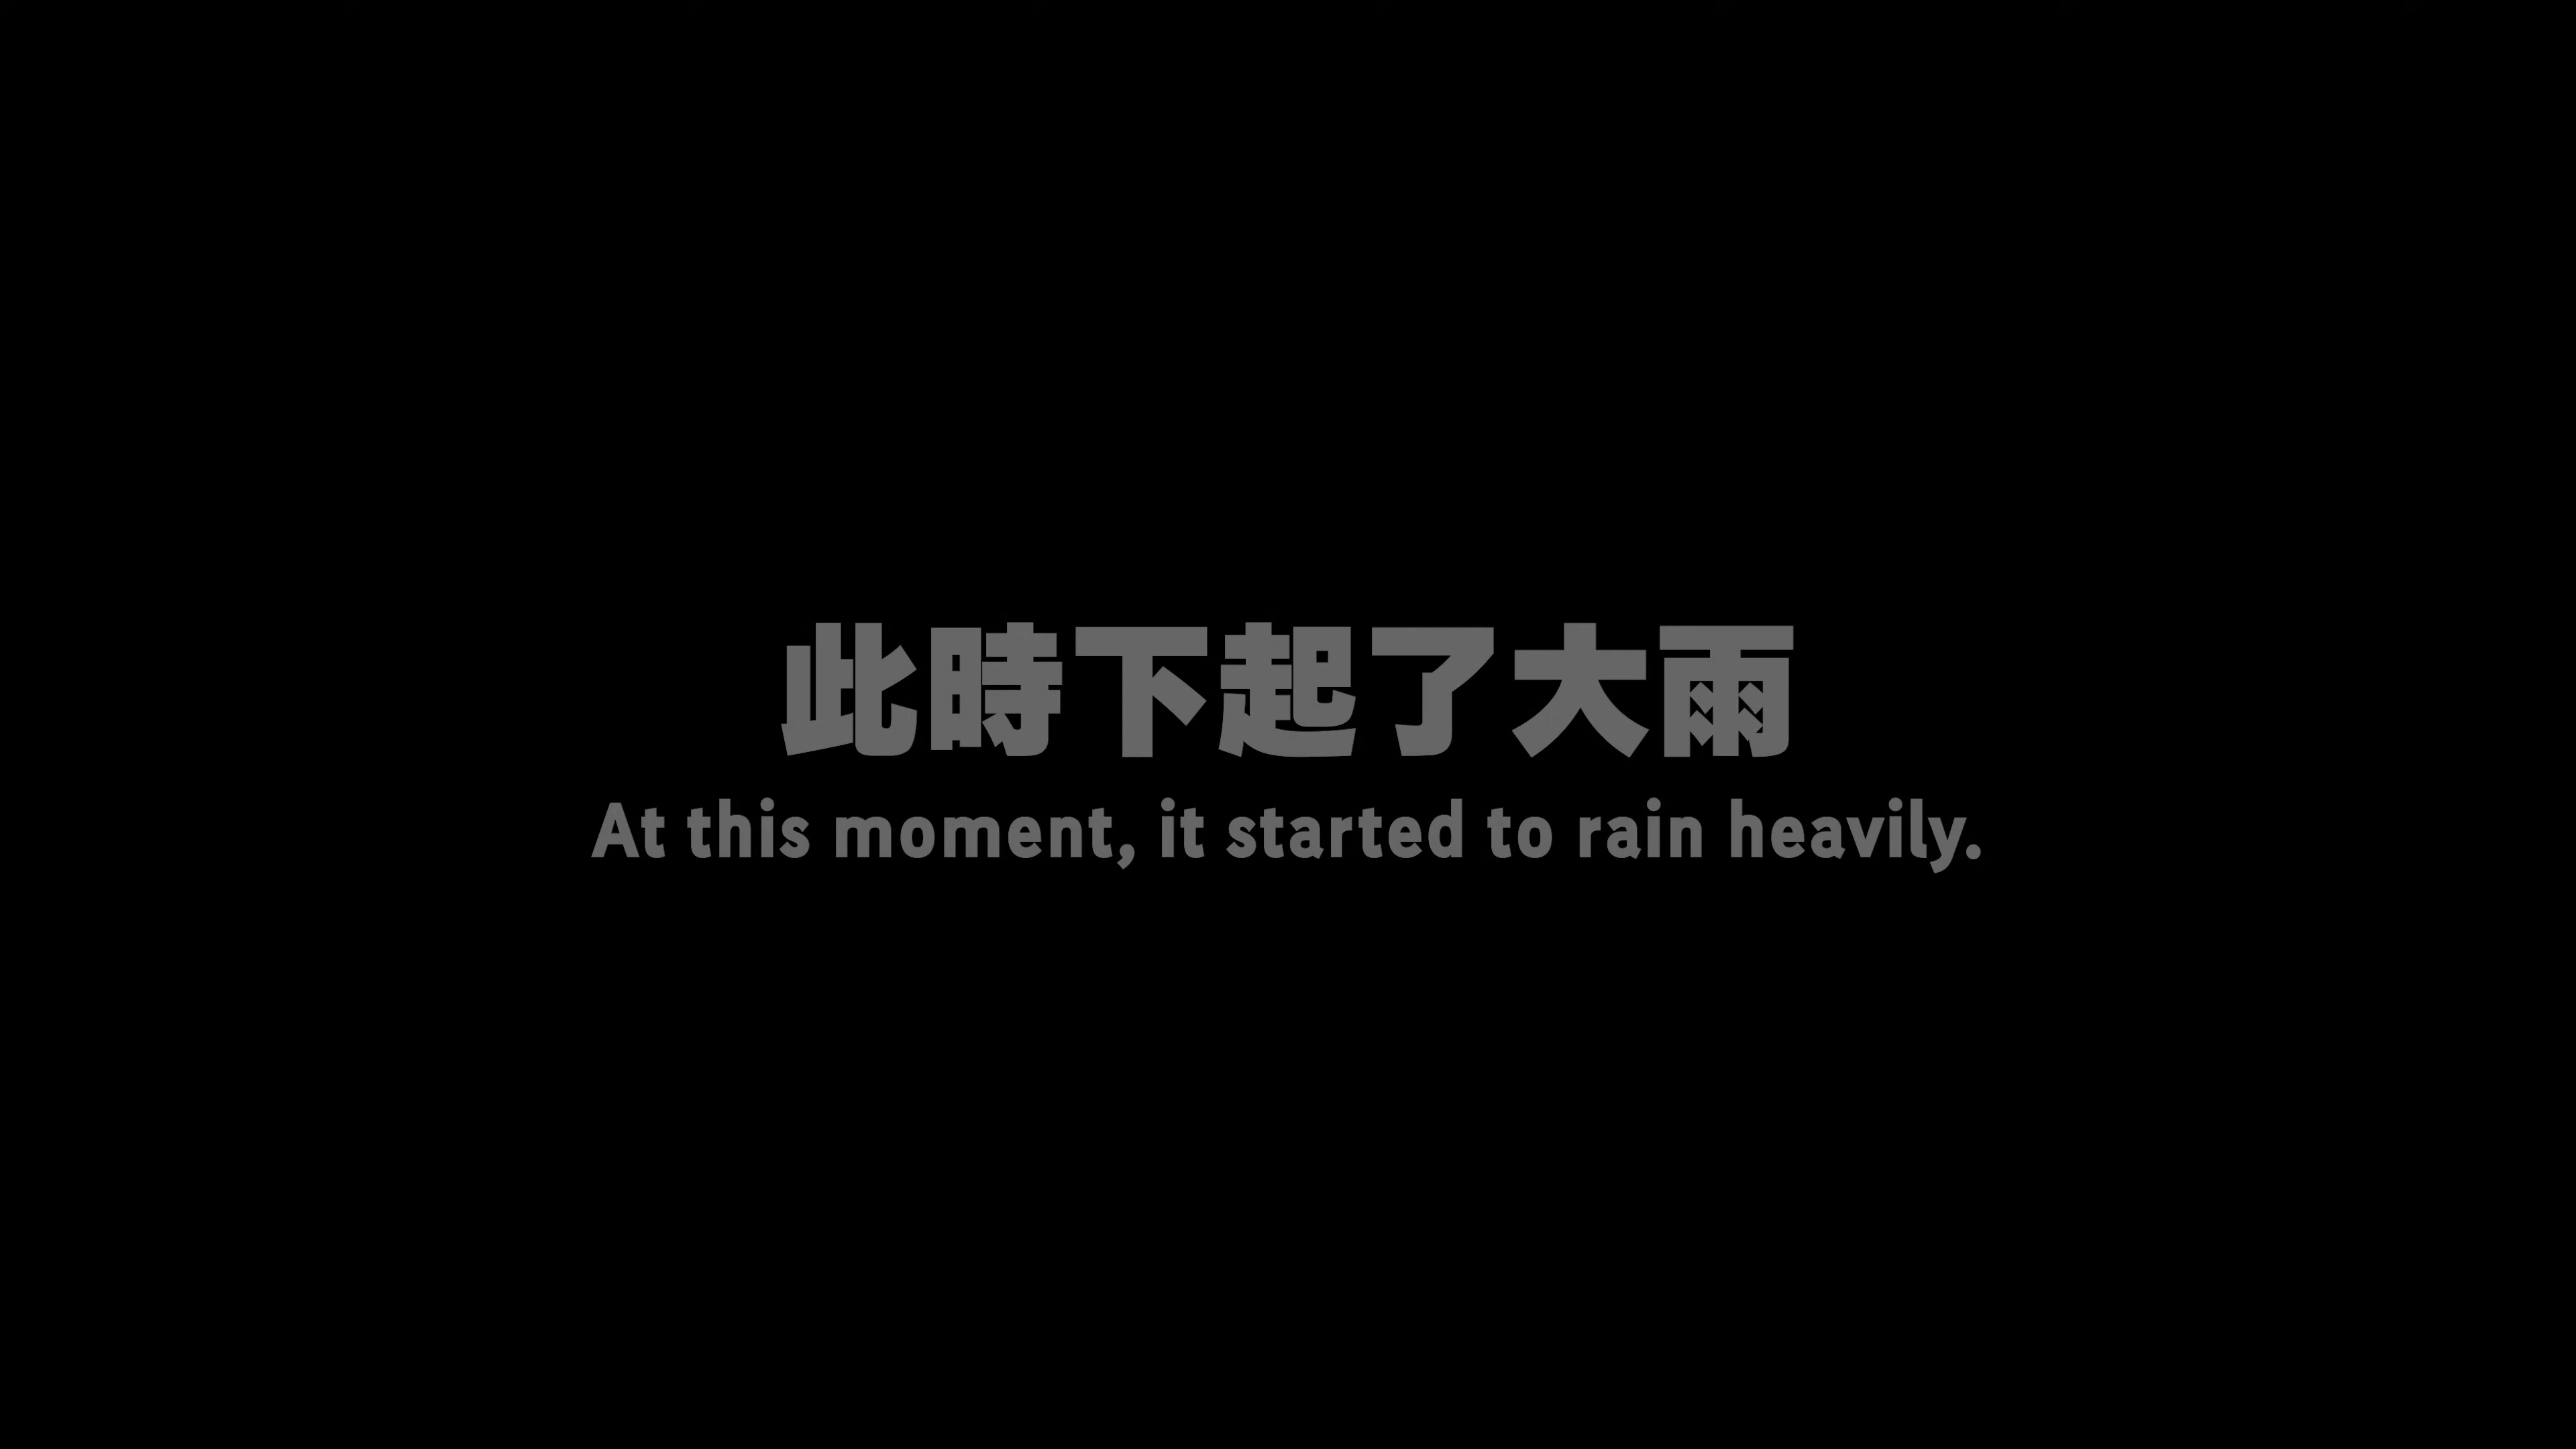 此時下起了大雨
At this moment, it started to rain heavily.